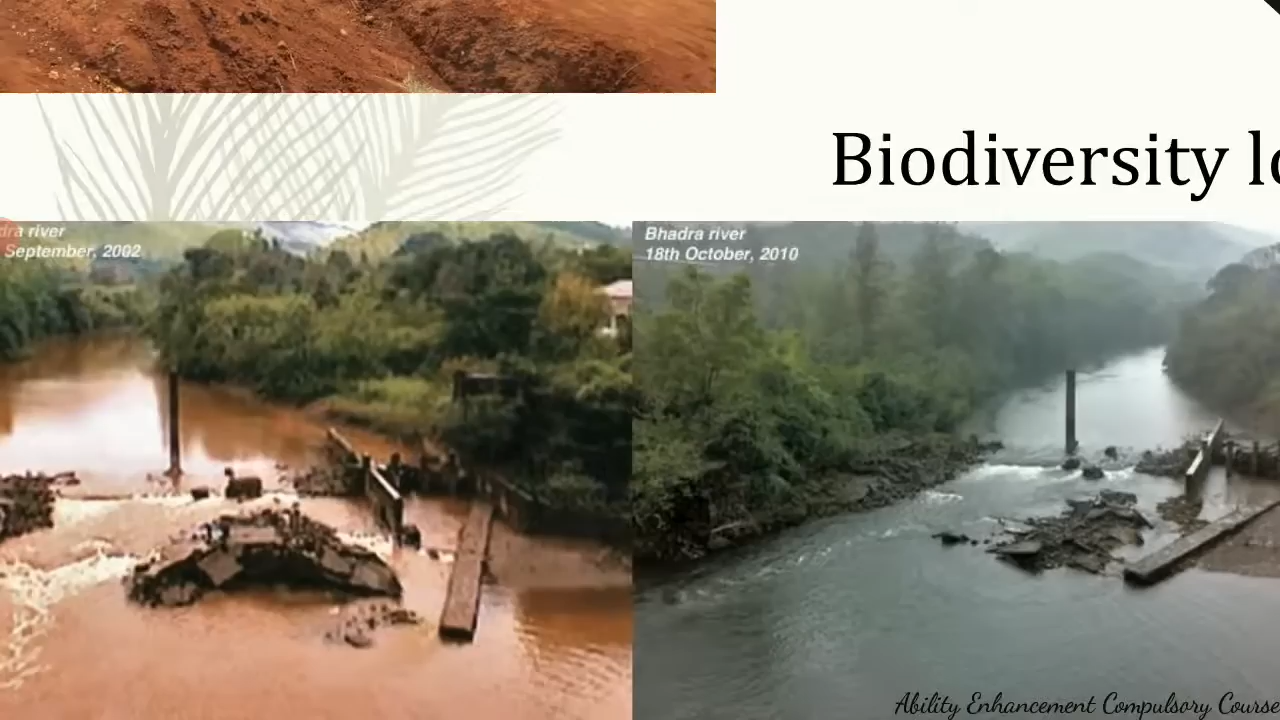 Biodiversity lo
dra river
September, 2002
Bhadra river
18th October, 2010
Ability Enhancement Compulsory Course